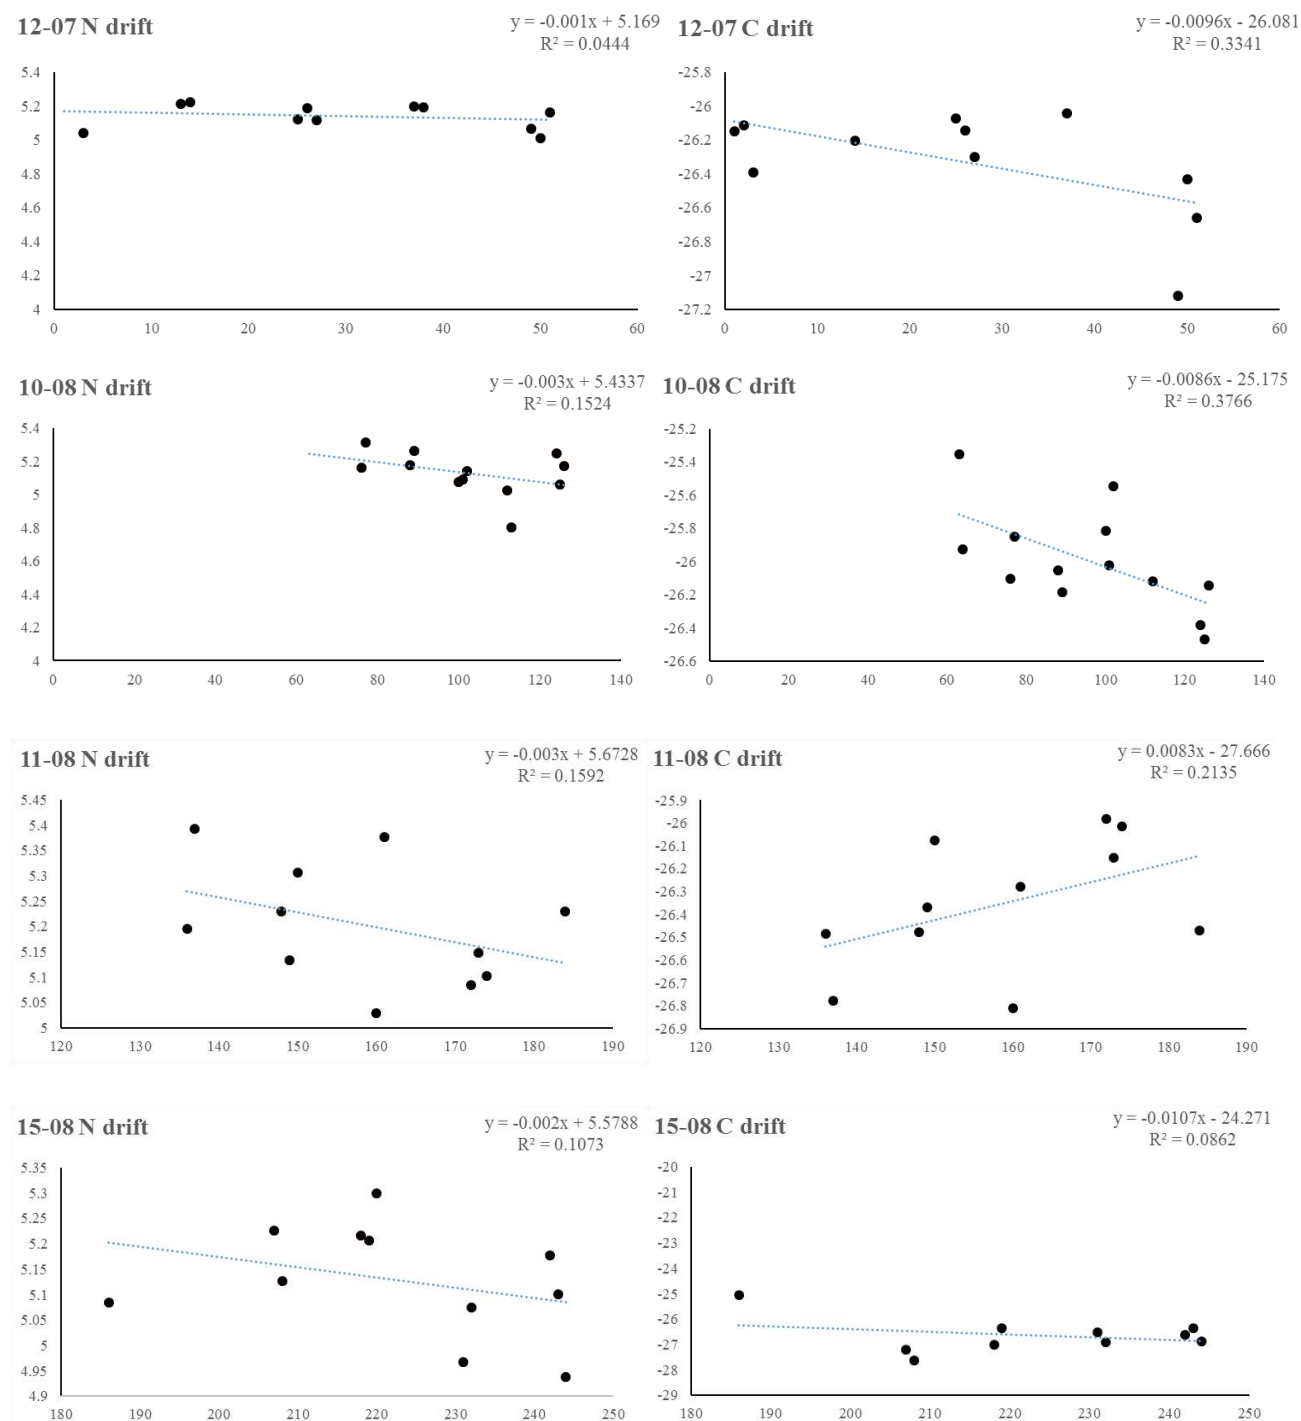 12-07 N drift
y = -0.001x + 5.169
R² = 0.0444
5.4
5.2
5
4.8
4.6
4.4
4.2
4
0 10 20 30 40 50 60
12-07 C drift
y = -0.0096x - 26.081
R² = 0.3341
-25.8
-26
-26.2
-26.4
-26.6
-26.8
-27
-27.2
0 10 20 30 40 50 60
10-08 N drift
y = -0.003x + 5.4337
R² = 0.1524
5.4
5.2
5
4.8
4.6
4.4
4.2
4
0 20 40 60 80 100 120 140
10-08 C drift
y = -0.0086x - 25.175
R² = 0.3766
-25.2
-25.4
-25.6
-25.8
-26
-26.2
-26.4
-26.6
0 20 40 60 80 100 120 140
11-08 N drift
y = -0.003x + 5.6728
R² = 0.1592
5.45
5.4
5.35
5.3
5.25
5.2
5.15
5.1
5.05
5
120 130 140 150 160 170 180 190
11-08 C drift
y = 0.0083x - 27.666
R² = 0.2135
-25.9
-26
-26.1
-26.2
-26.3
-26.4
-26.5
-26.6
-26.7
-26.8
-26.9
120 130 140 150 160 170 180 190
15-08 N drift
y = -0.002x + 5.5788
R² = 0.1073
5.35
5.3
5.25
5.2
5.15
5.1
5.05
5
4.95
4.9
180 190 200 210 220 230 240 250
15-08 C drift
y = -0.0107x - 24.271
R² = 0.0862
-20
-21
-22
-23
-24
-25
-26
-27
-28
-29
180 190 200 210 220 230 240 250